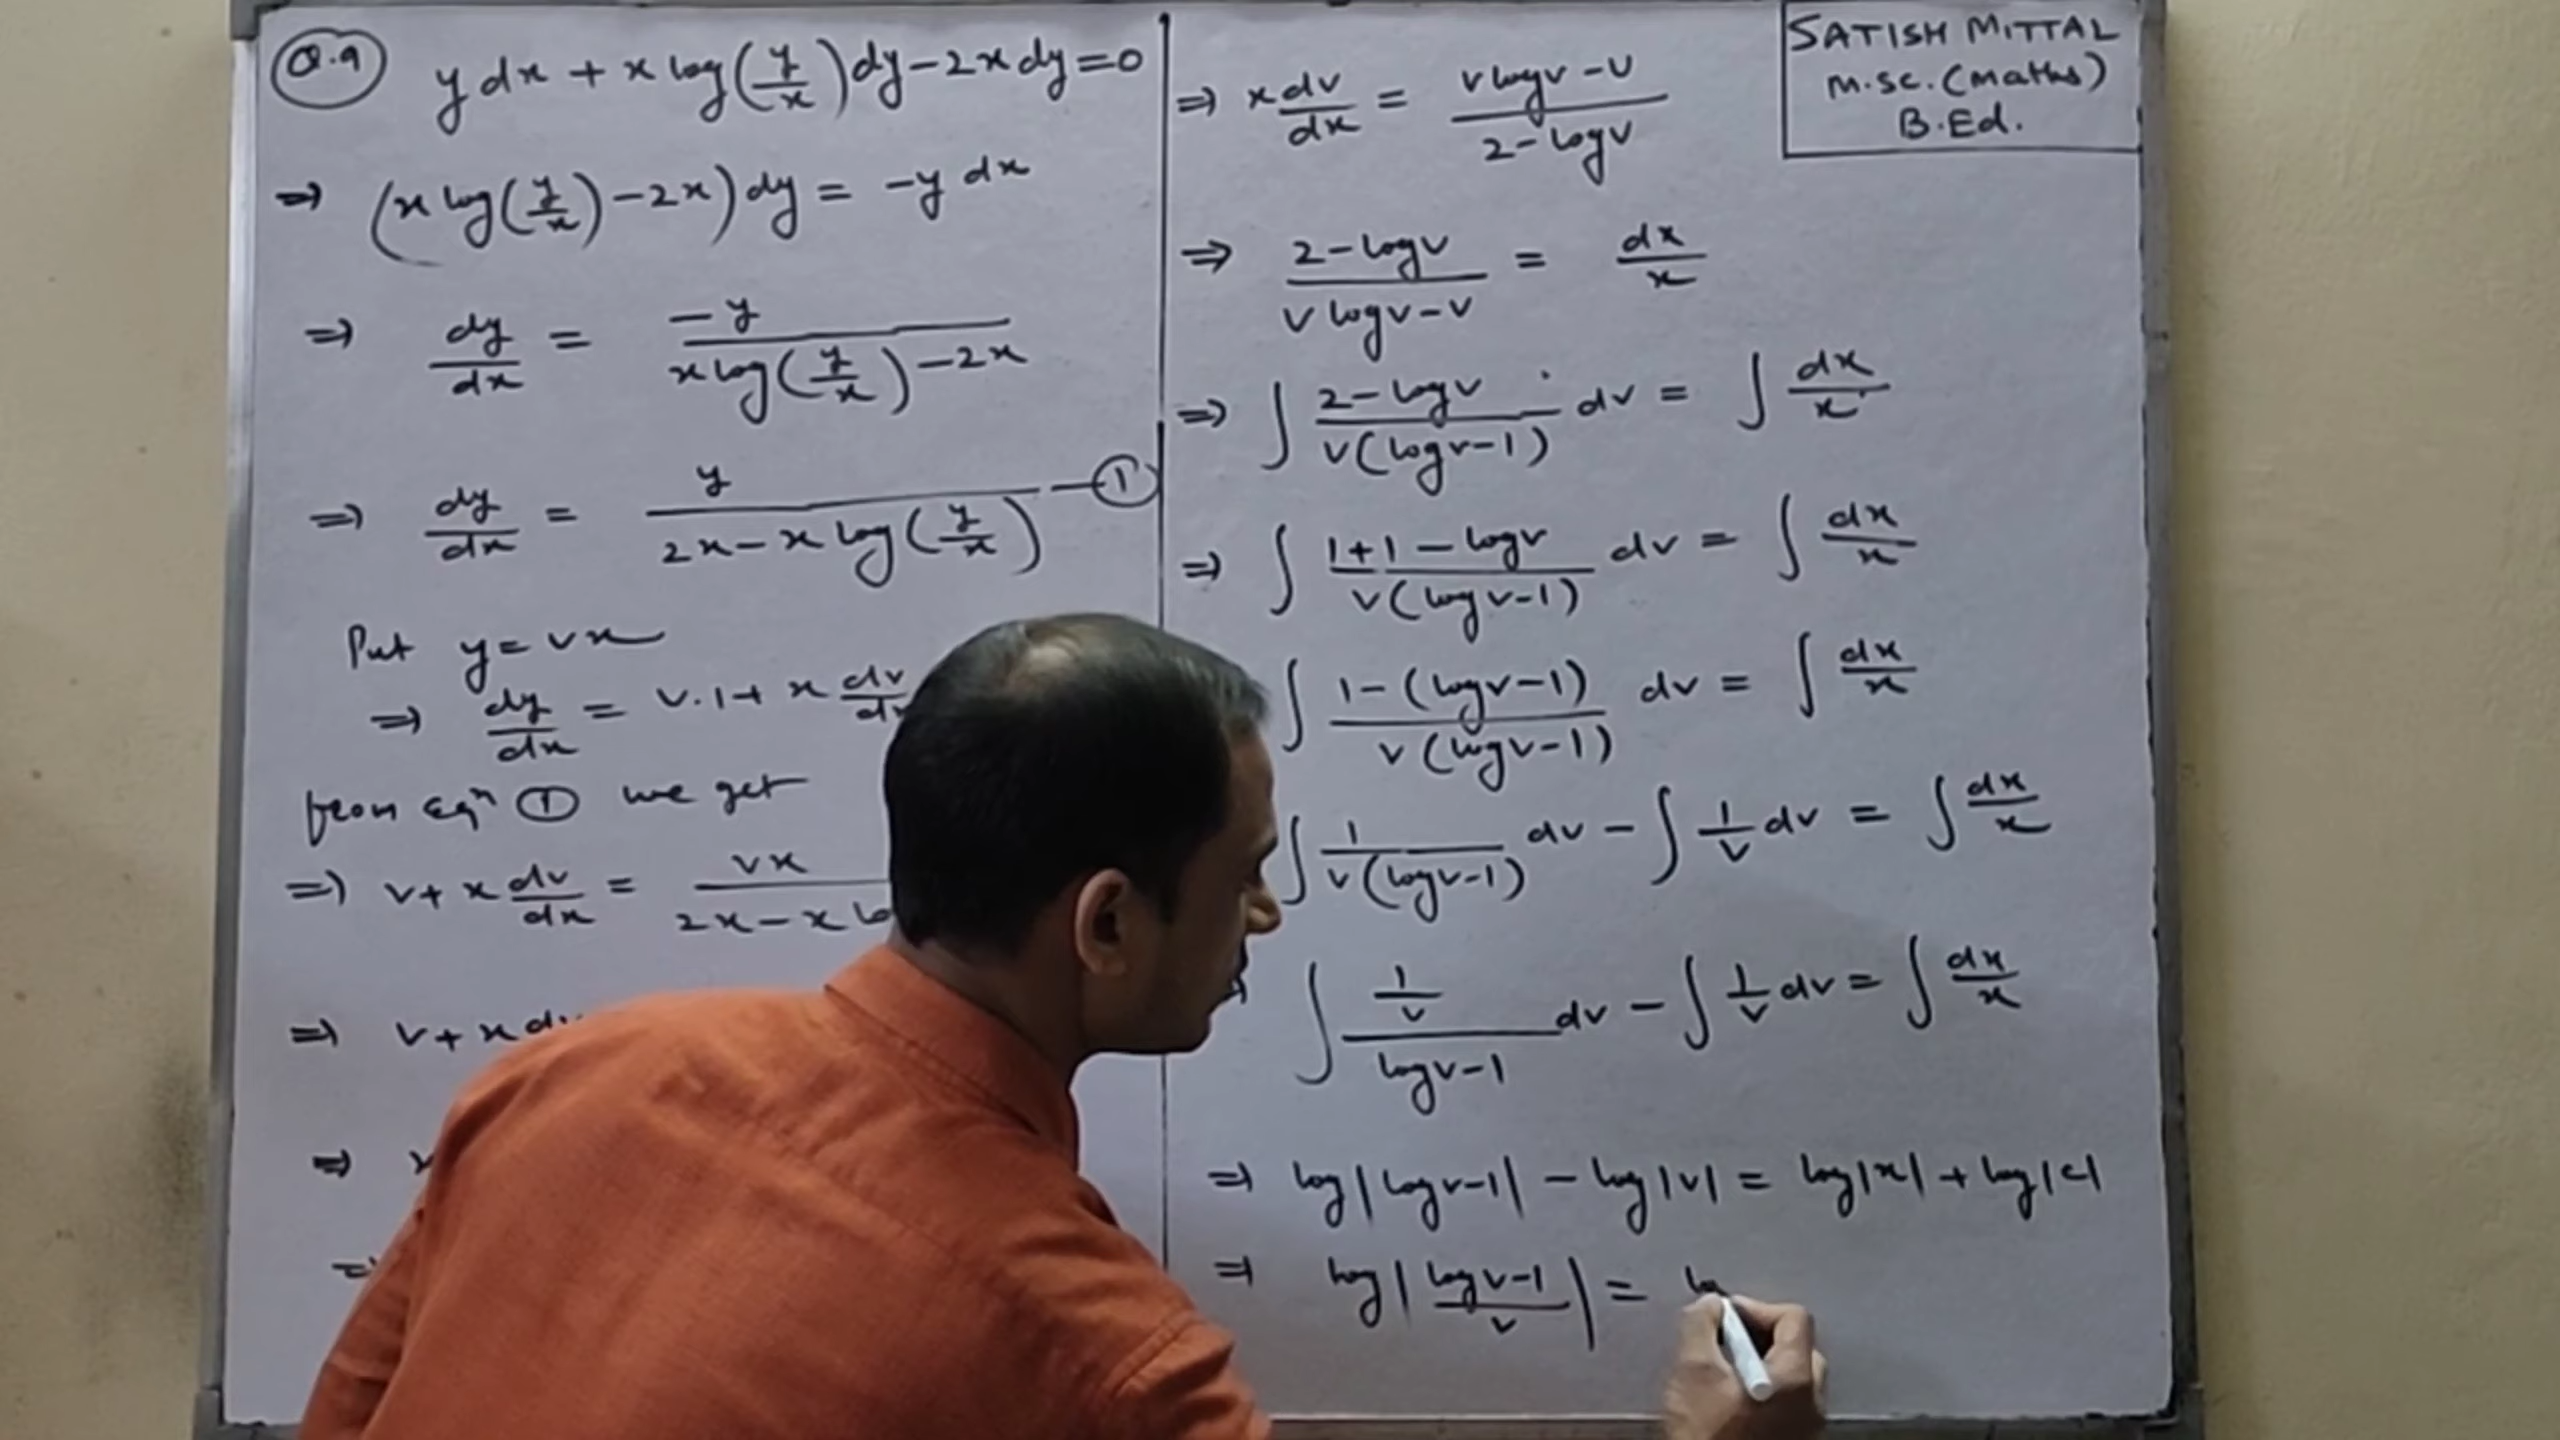 Q.9 y dx + x log(y/x) dy - 2x dy = 0
⇒ (x log(y/x) - 2x) dy = -y dx
⇒ dy/dx = -y / (x log(y/x) - 2x)
⇒ dy/dx = y / (2x - x log(y/x)) — ①
Put y = vx
⇒ dy/dx = v.1 + x dv/dx
from Eqⁿ ① we get
⇒ v + x dv/dx = vx / (2x - x
⇒ v + x
⇒
⇒ x dv/dx = (v log v - v) / (2 - log v)
⇒ (2 - log v) / (v log v - v) = dx/x
⇒ ∫ (2 - log v) / (v(log v - 1)) dv = ∫ dx/x
⇒ ∫ (1 + 1 - log v) / (v(log v - 1)) dv = ∫ dx/x
∫ (1 - (log v - 1)) / (v(log v - 1)) dv = ∫ dx/x
∫ 1 / (v(log v - 1)) dv - ∫ 1/v dv = ∫ dx/x
∫ (1/v) / (log v - 1) dv - ∫ 1/v dv = ∫ dx/x
⇒ log|log v - 1| - log|v| = log|x| + log|c|
⇒ log|(log v - 1)/v| =
SATISH MITTAL
M.SC. (Maths)
B.Ed.